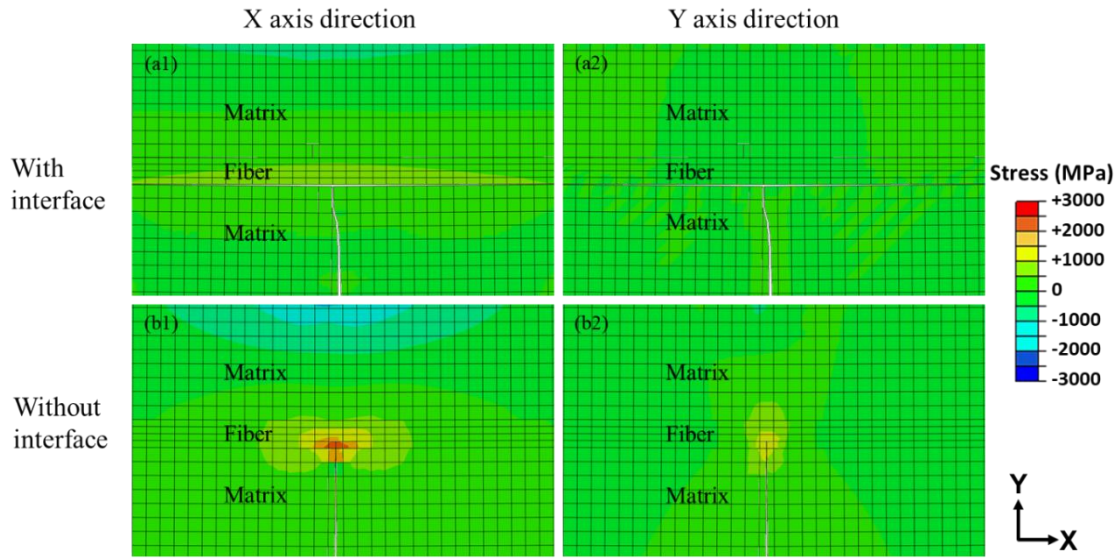 X axis direction
Y axis direction
(a1)
Matrix
Fiber
Matrix
(a2)
Matrix
Fiber
Matrix
With
interface
Stress (MPa)
+3000
+2000
+1000
0
-1000
-2000
-3000
(b1)
Matrix
Fiber
Matrix
(b2)
Matrix
Fiber
Matrix
Without
interface
Y
X